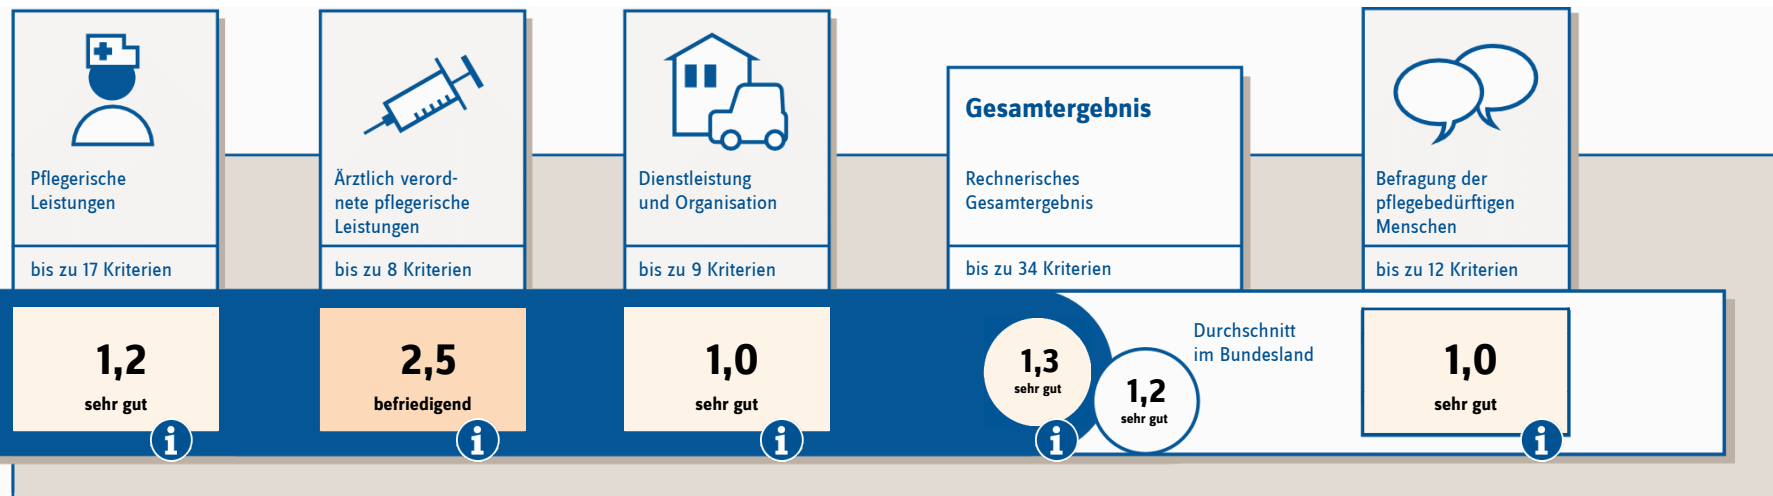 Pflegerische
Leistungen
bis zu 17 Kriterien
1,2
sehr gut
i
Ärztlich verord-
nete pflegerische
Leistungen
bis zu 8 Kriterien
2,5
befriedigend
i
Dienstleistung
und Organisation
bis zu 9 Kriterien
1,0
sehr gut
i
Gesamtergebnis
Rechnerisches
Gesamtergebnis
bis zu 34 Kriterien
1,3
sehr gut
i
Durchschnitt
im Bundesland
1,2
sehr gut
Befragung der
pflegebedürftigen
Menschen
bis zu 12 Kriterien
1,0
sehr gut
i